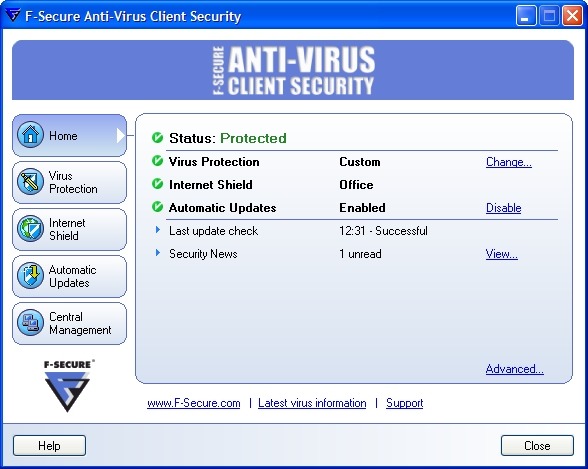 F-Secure Anti-Virus Client Security
F-SECURE
ANTI-VIRUS
CLIENT SECURITY
Home
Virus
Protection
Internet
Shield
Automatic
Updates
Central
Management
F-SECURE®
Status: Protected
Virus Protection Custom Change...
Internet Shield Office
Automatic Updates Enabled Disable
Last update check 12:31 - Successful
Security News 1 unread View...
Advanced...
www.F-Secure.com | Latest virus information | Support
Help Close